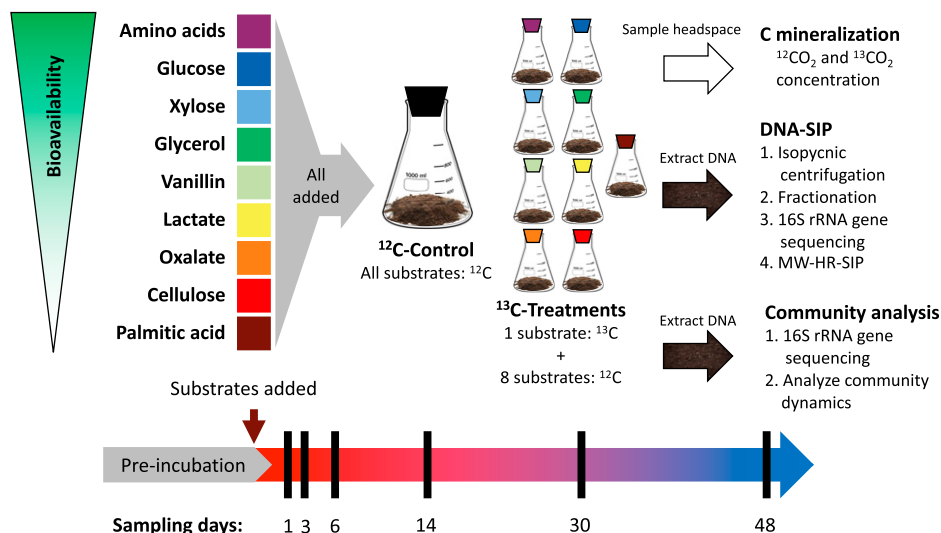 Bioavailability
Amino acids
Glucose
Xylose
Glycerol
Vanillin
Lactate
Oxalate
Cellulose
Palmitic acid
All
added
1000 ml
¹²C-Control
All substrates: ¹²C
¹³C-Treatments
1 substrate: ¹³C
+
8 substrates: ¹²C
Sample headspace
C mineralization
¹²CO₂ and ¹³CO₂
concentration
Extract DNA
DNA-SIP
1. Isopycnic
centrifugation
2. Fractionation
3. 16S rRNA gene
sequencing
4. MW-HR-SIP
Extract DNA
Community analysis
1. 16S rRNA gene
sequencing
2. Analyze community
dynamics
Substrates added
Pre-incubation
Sampling days: 1 3 6 14 30 48